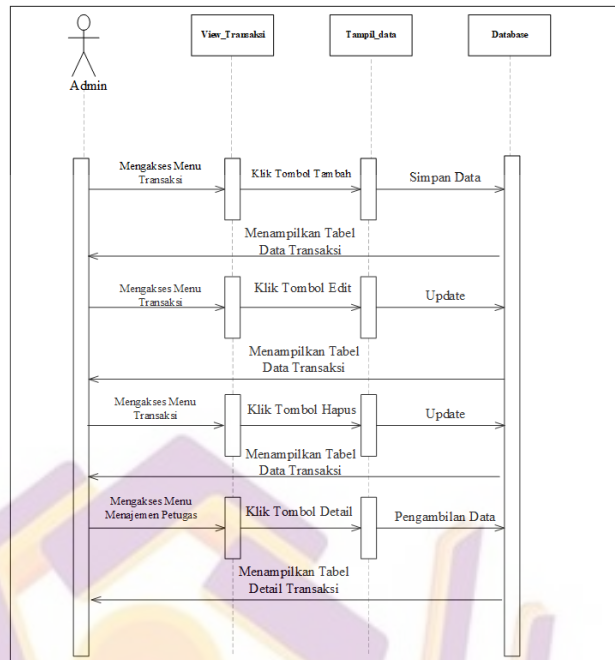 View_Transaksi
Tampil_data
Database
Admin
Mengakses Menu
Transaksi
Klik Tombol Tambah
Simpan Data
Menampilkan Tabel
Data Transaksi
Mengakses Menu
Transaksi
Klik Tombol Edit
Update
Menampilkan Tabel
Data Transaksi
Mengakses Menu
Transaksi
Klik Tombol Hapus
Update
Menampilkan Tabel
Data Transaksi
Mengakses Menu
Menajemen Petugas
Klik Tombol Detail
Pengambilan Data
Menampilkan Tabel
Detail Transaksi